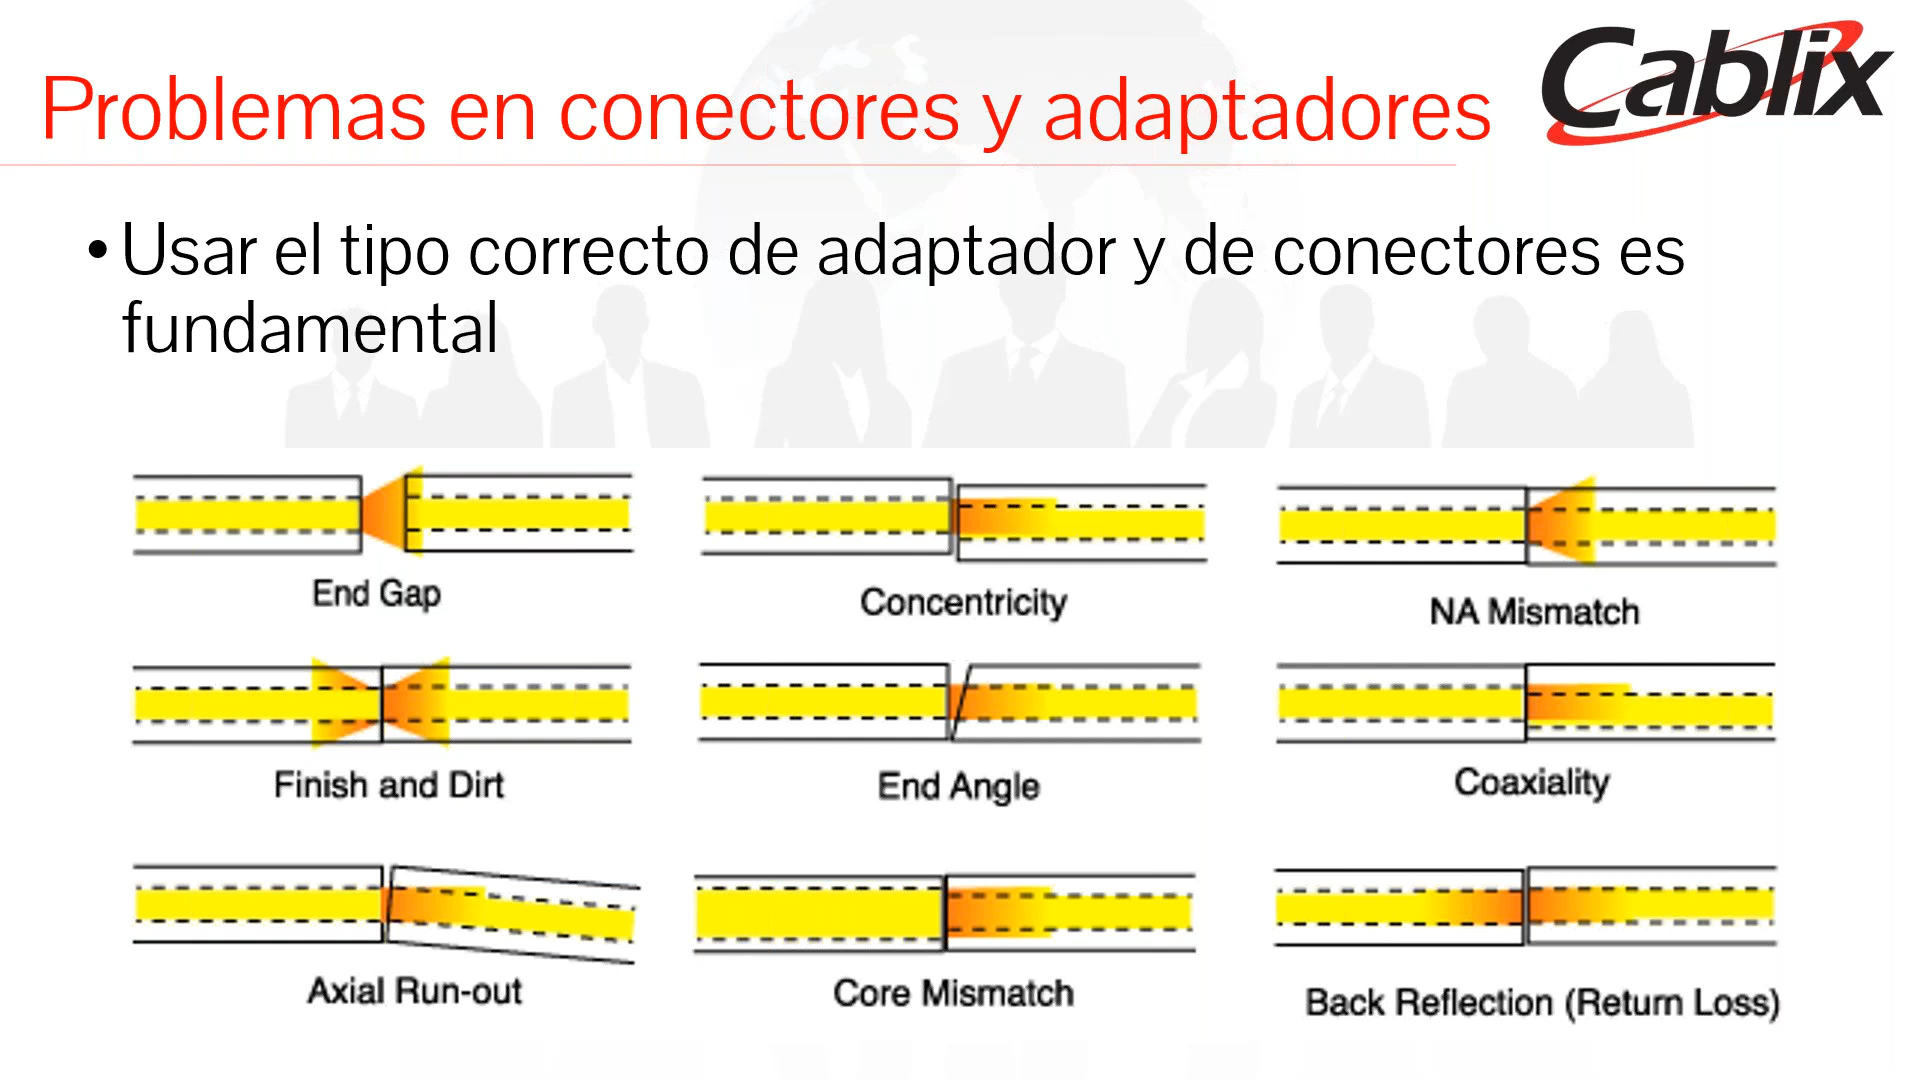 Problemas en conectores y adaptadores
Cablix
• Usar el tipo correcto de adaptador y de conectores es
fundamental
End Gap
Concentricity
NA Mismatch
Finish and Dirt
End Angle
Coaxiality
Axial Run-out
Core Mismatch
Back Reflection (Return Loss)